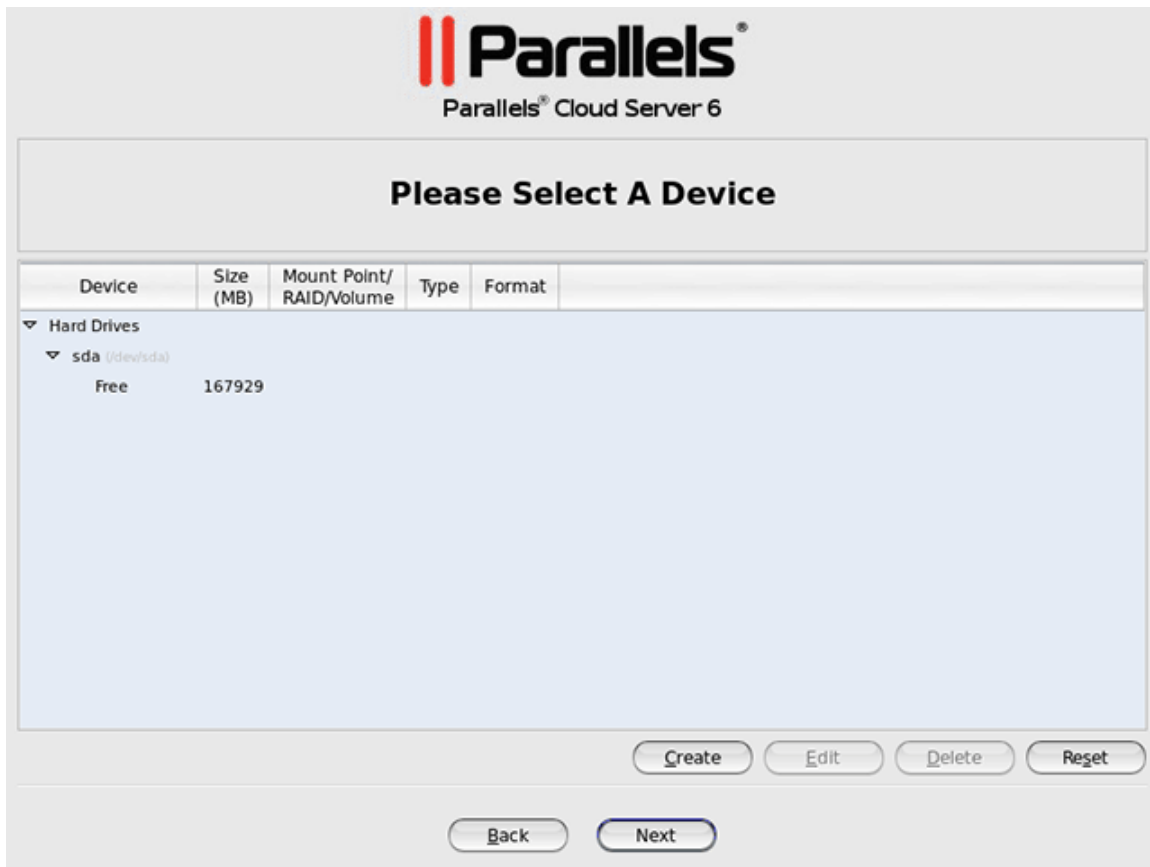 Parallels®
Parallels® Cloud Server 6
Please Select A Device
Device Size (MB) Mount Point/ RAID/Volume Type Format
Hard Drives
sda (/dev/sda)
Free 167929
Create Edit Delete Reset
Back Next